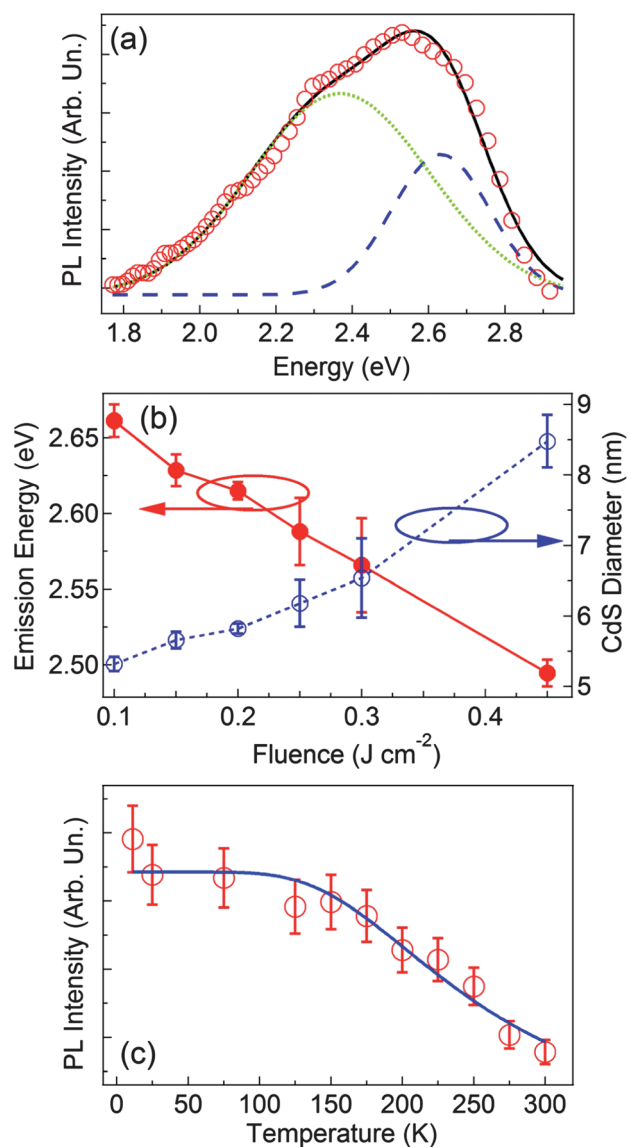 (a)
PL Intensity (Arb. Un.)
1.8 2.0 2.2 2.4 2.6 2.8
Energy (eV)
(b)
Emission Energy (eV)
2.65
2.60
2.55
2.50
9
8
7
6
5
CdS Diameter (nm)
0.1 0.2 0.3 0.4
Fluence (J cm⁻²)
(c)
PL Intensity (Arb. Un.)
0 50 100 150 200 250 300
Temperature (K)